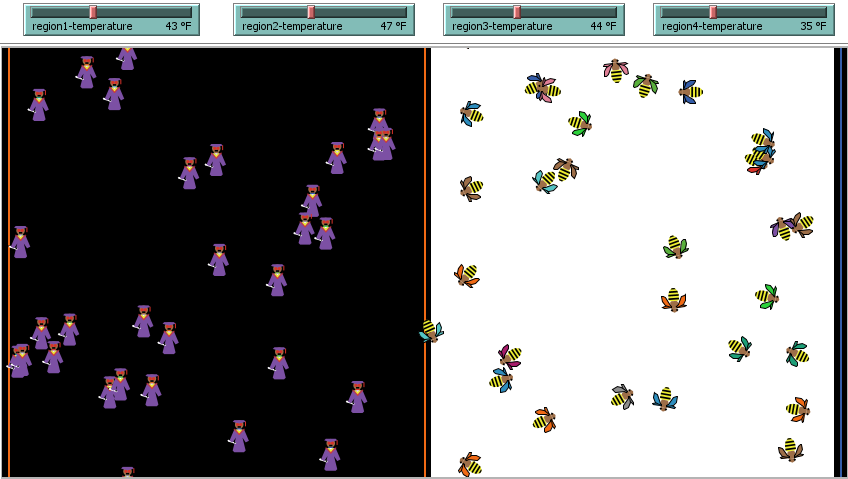 region1-temperature 43 °F
region2-temperature 47 °F
region3-temperature 44 °F
region4-temperature 35 °F